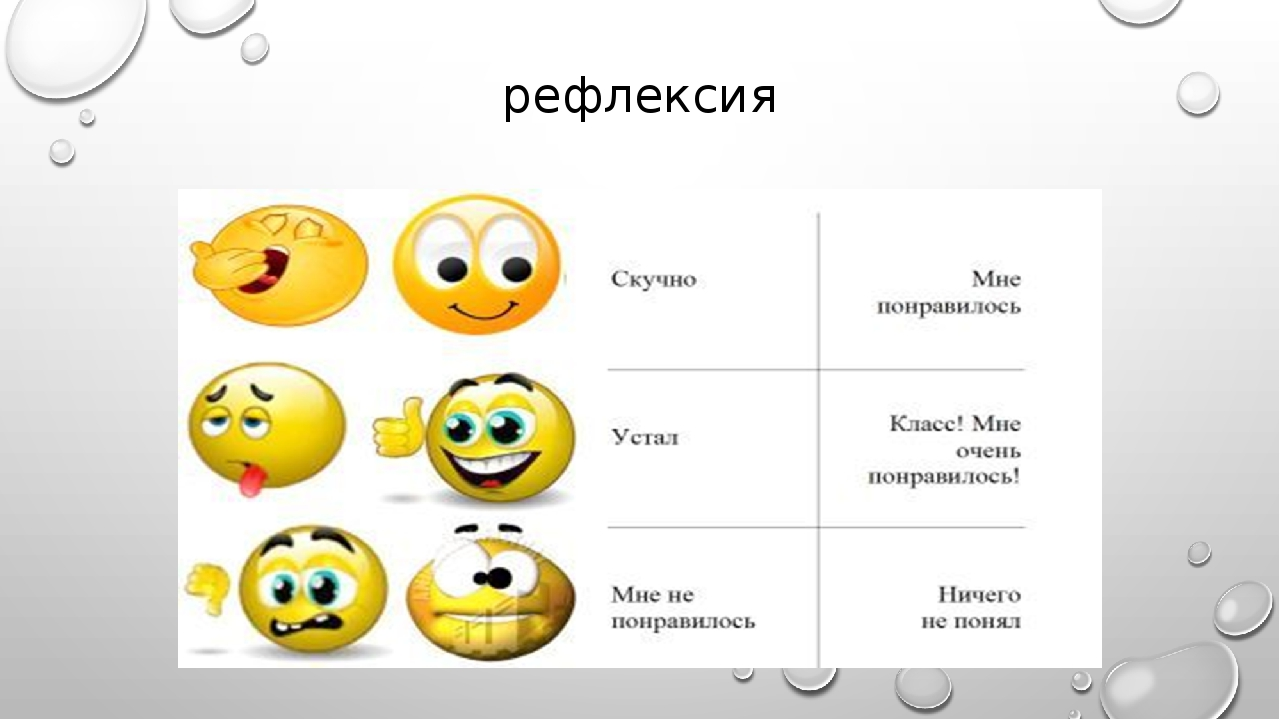 рефлексия
Скучно
Мне
понравилось
Устал
Класс! Мне
очень
понравилось!
Мне не
понравилось
Ничего
не понял